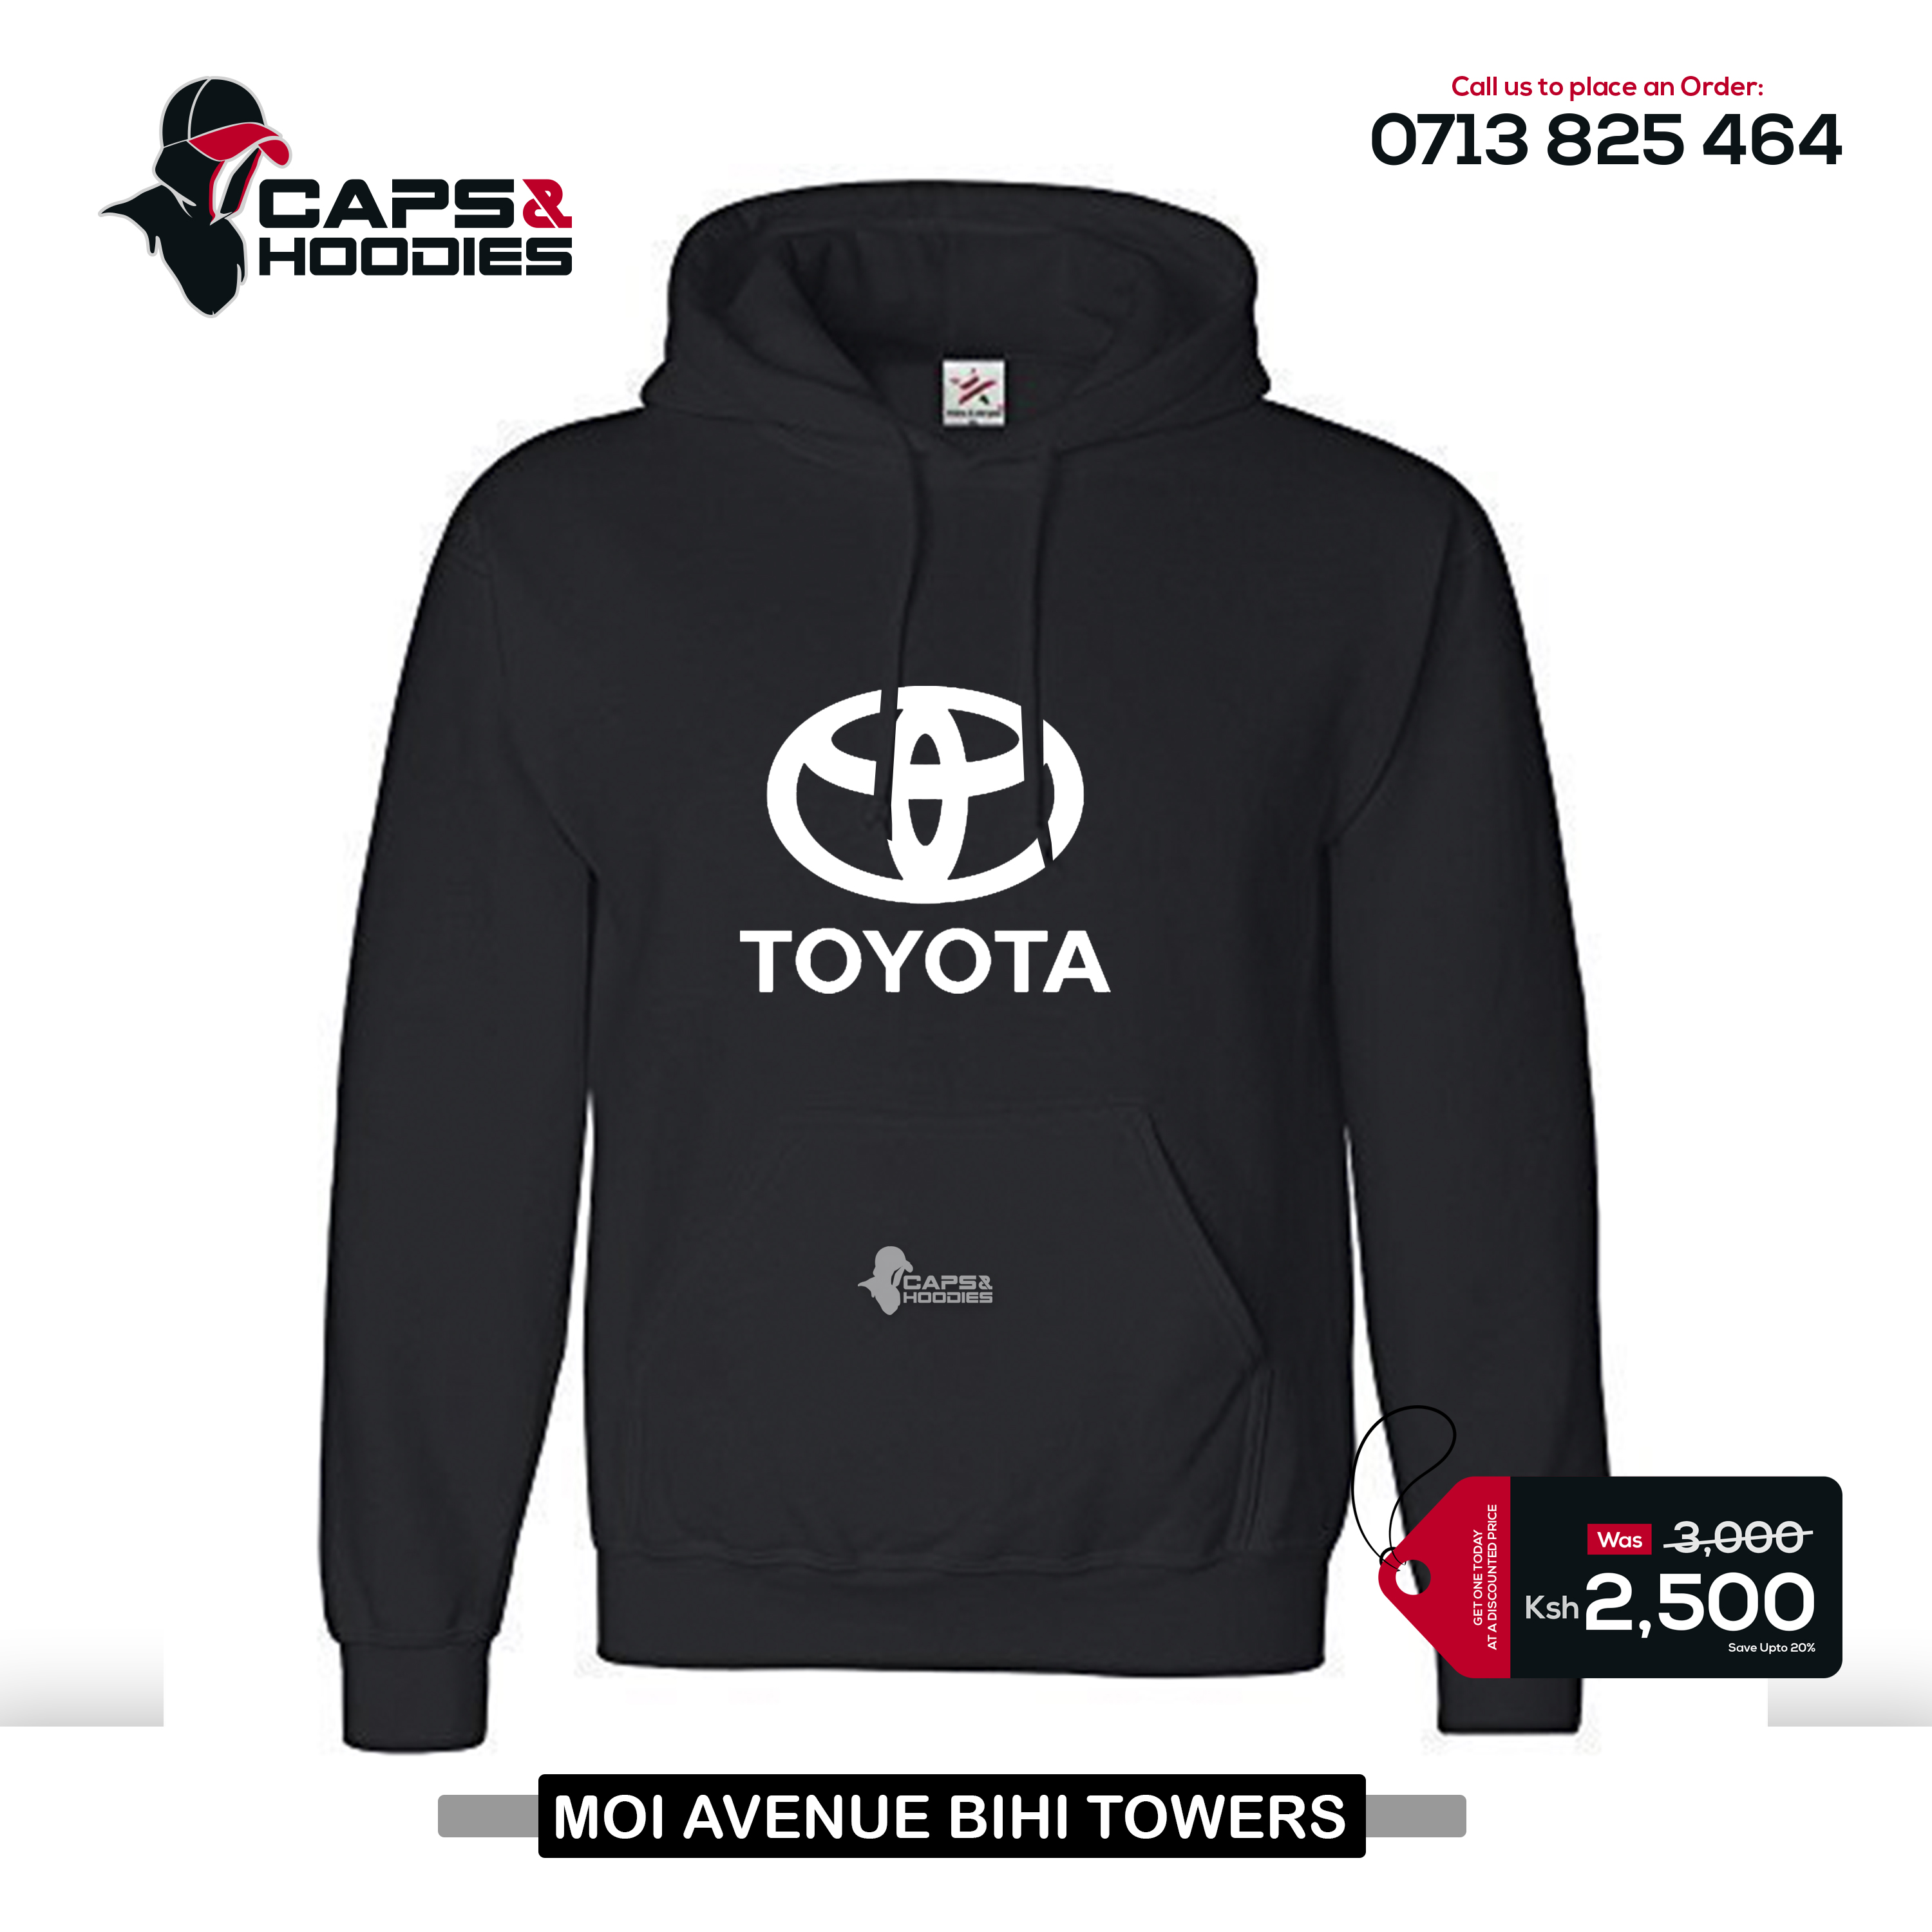 CAPS&
HOODIES
Call us to place an Order:
0713 825 464
TOYOTA
CAPS&
HOODIES
GET ONE TODAY
AT A DISCOUNTED PRICE
Was 3,000
Ksh 2,500
Save Upto 20%
MOI AVENUE BIHI TOWERS